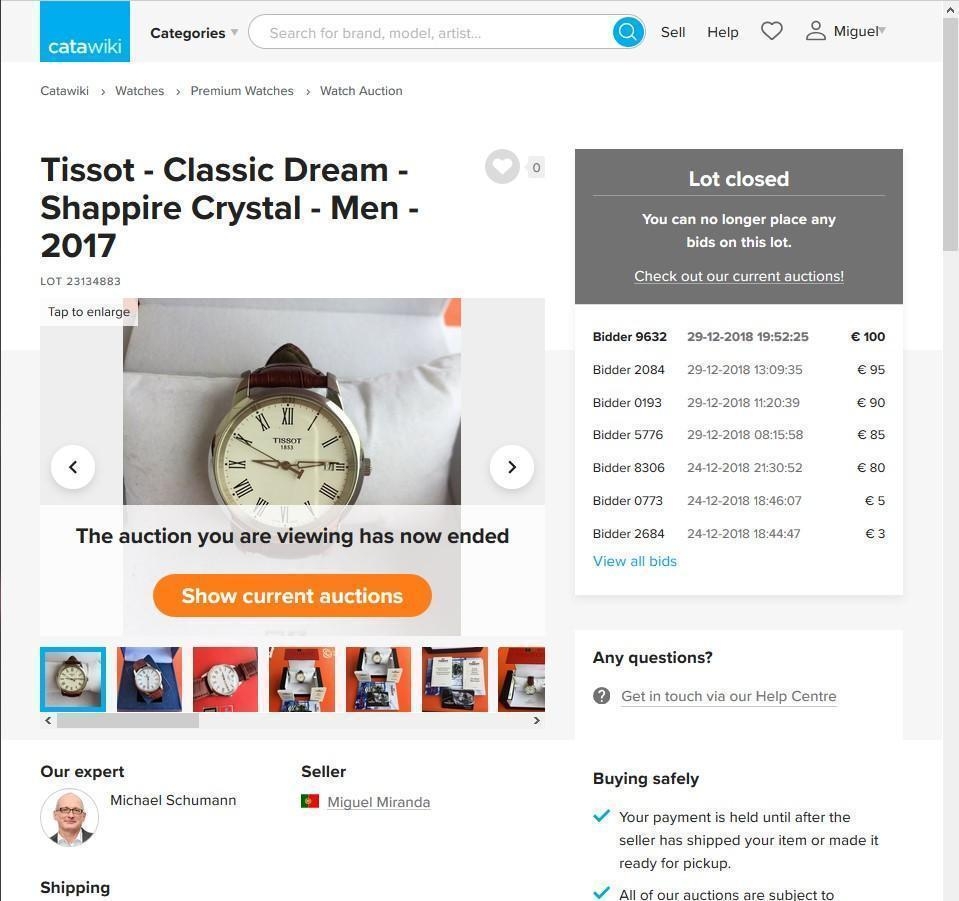 catawiki
Categories
Search for brand, model, artist...
Sell
Help
Miguel
Catawiki › Watches › Premium Watches › Watch Auction
Tissot - Classic Dream -
Shappire Crystal - Men -
2017
0
LOT 23134883
Tap to enlarge
XII
TISSOT
1853
The auction you are viewing has now ended
Show current auctions
Our expert
Michael Schumann
Seller
Miguel Miranda
Shipping
Lot closed
You can no longer place any
bids on this lot.
Check out our current auctions!
Bidder 9632 29-12-2018 19:52:25 € 100
Bidder 2084 29-12-2018 13:09:35 € 95
Bidder 0193 29-12-2018 11:20:39 € 90
Bidder 5776 29-12-2018 08:15:58 € 85
Bidder 8306 24-12-2018 21:30:52 € 80
Bidder 0773 24-12-2018 18:46:07 € 5
Bidder 2684 24-12-2018 18:44:47 € 3
View all bids
Any questions?
Get in touch via our Help Centre
Buying safely
Your payment is held until after the
seller has shipped your item or made it
ready for pickup.
All of our auctions are subject to